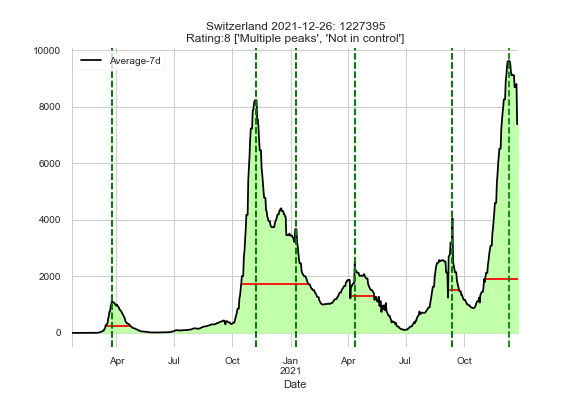 Switzerland 2021-12-26: 1227395
Rating:8 ['Multiple peaks', 'Not in control']
Average-7d
10000
8000
6000
4000
2000
0
Apr
Jul
Oct
Jan
2021
Apr
Jul
Oct
Date